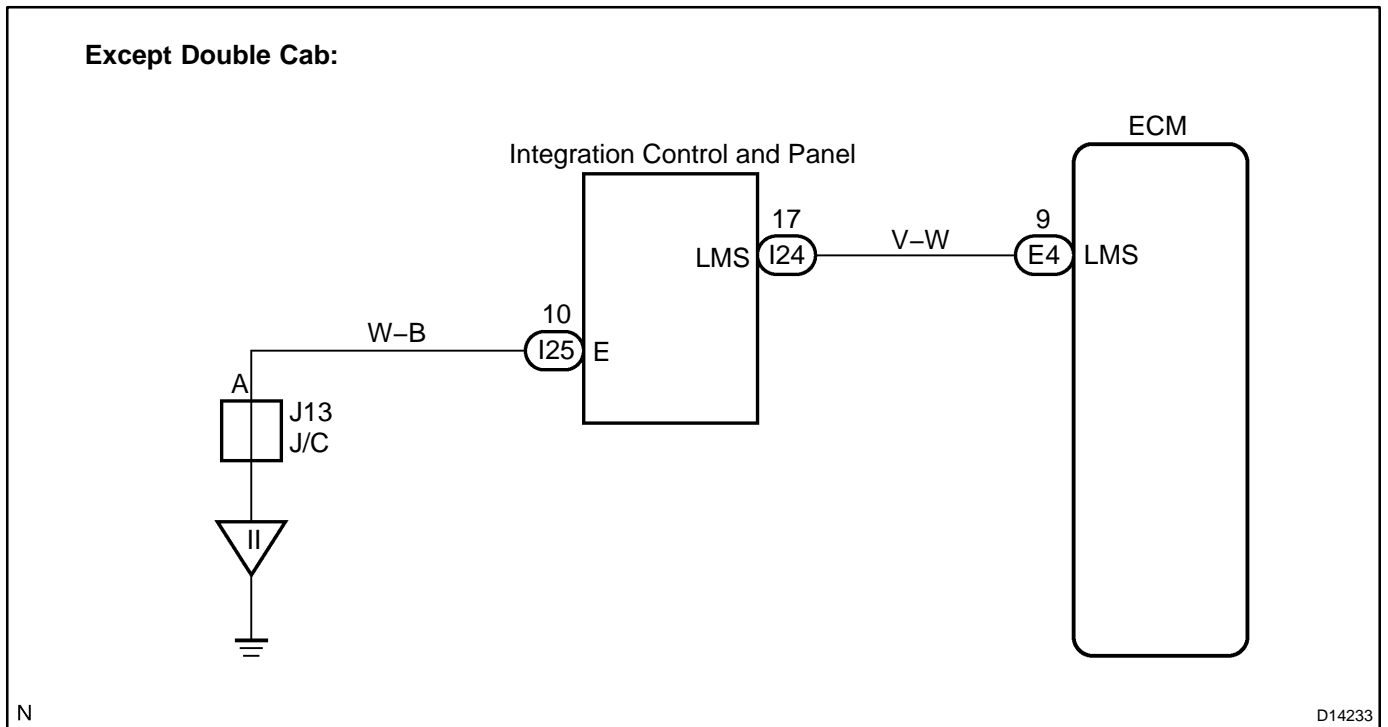 Except Double Cab:
ECM
Integration Control and Panel
17
9
V–W
LMS
I24
E4
LMS
10
W–B
I25
E
A
J13
J/C
II
N
D14233